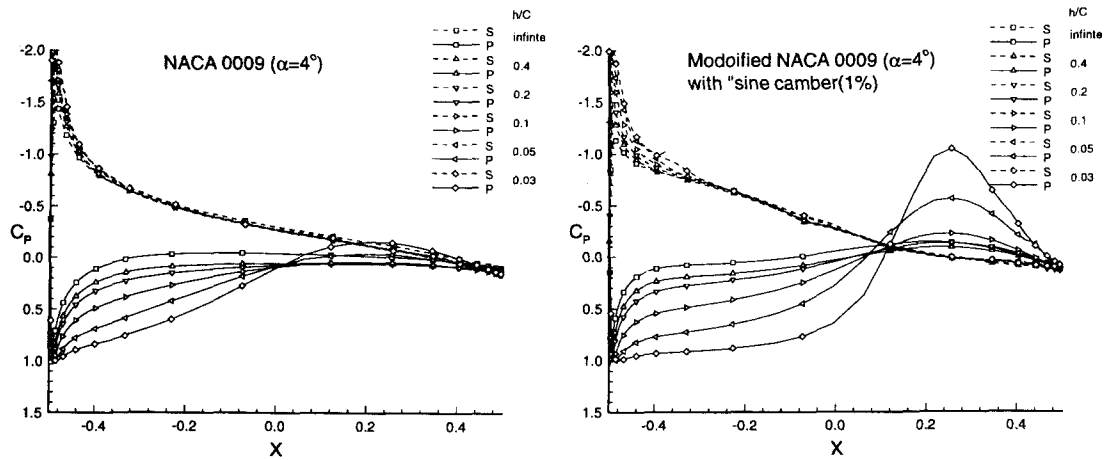 h/C
S infinte
P
S 0.4
P
S 0.2
P
S 0.1
P
S 0.05
P
S 0.03
P
NACA 0009 (α=4°)
-2.0
-1.5
-1.0
-0.5
CP
0.0
0.5
1.0
1.5
-0.4 -0.2 0.0 0.2 0.4
X
h/C
S infinite
P
S 0.4
P
S 0.2
P
S 0.1
P
S 0.05
P
S 0.03
P
Modoified NACA 0009 (α=4°)
with "sine camber(1%)
-2.0
-1.5
-1.0
-0.5
CP
0.0
0.5
1.0
1.5
-0.4 -0.2 0.0 0.2 0.4
X